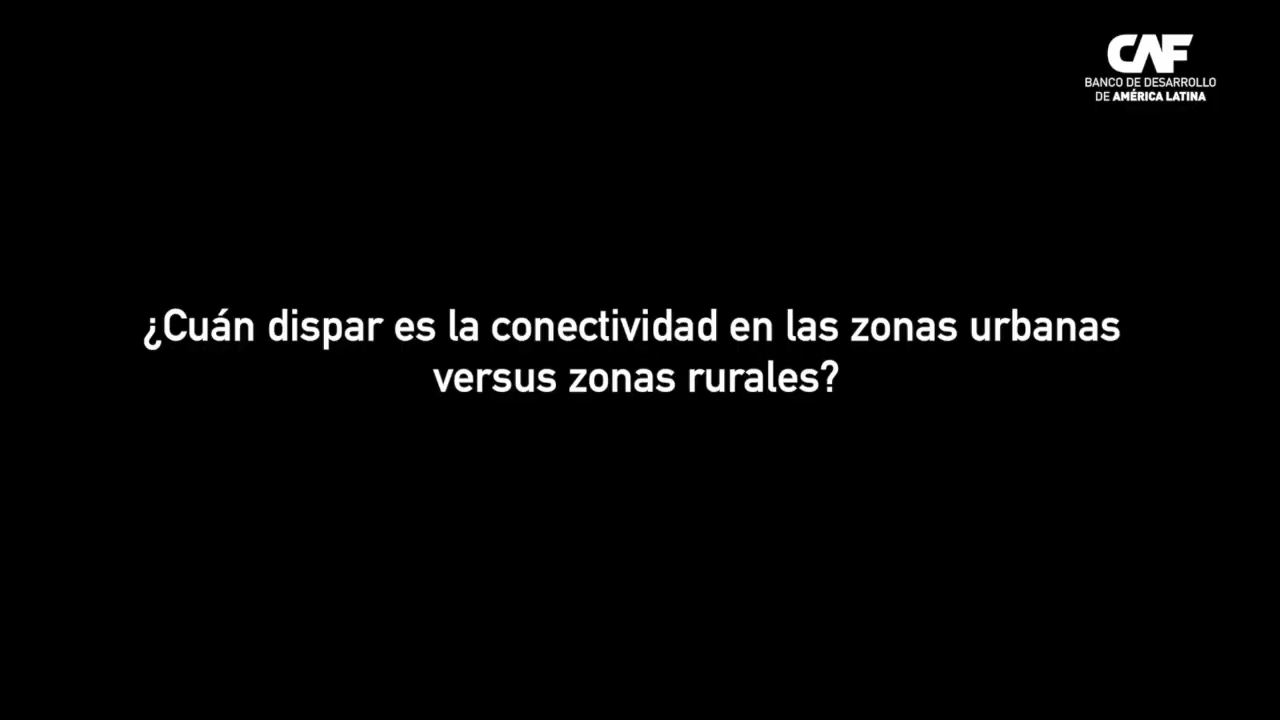 CAF
BANCO DE DESARROLLO
DE AMÉRICA LATINA
¿Cuán dispar es la conectividad en las zonas urbanas
versus zonas rurales?